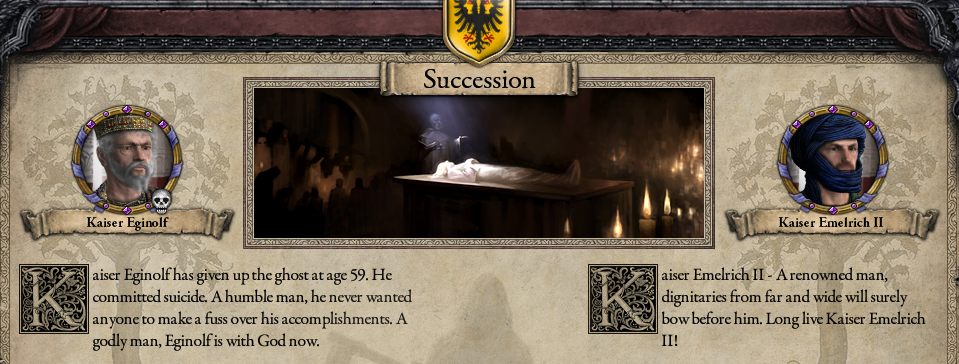 Succession
Kaiser Eginolf
Kaiser Emelrich II
Kaiser Eginolf has given up the ghost at age 59. He
committed suicide. A humble man, he never wanted
anyone to make a fuss over his accomplishments. A
godly man, Eginolf is with God now.
Kaiser Emelrich II - A renowned man,
dignitaries from far and wide will surely
bow before him. Long live Kaiser Emelrich
II!